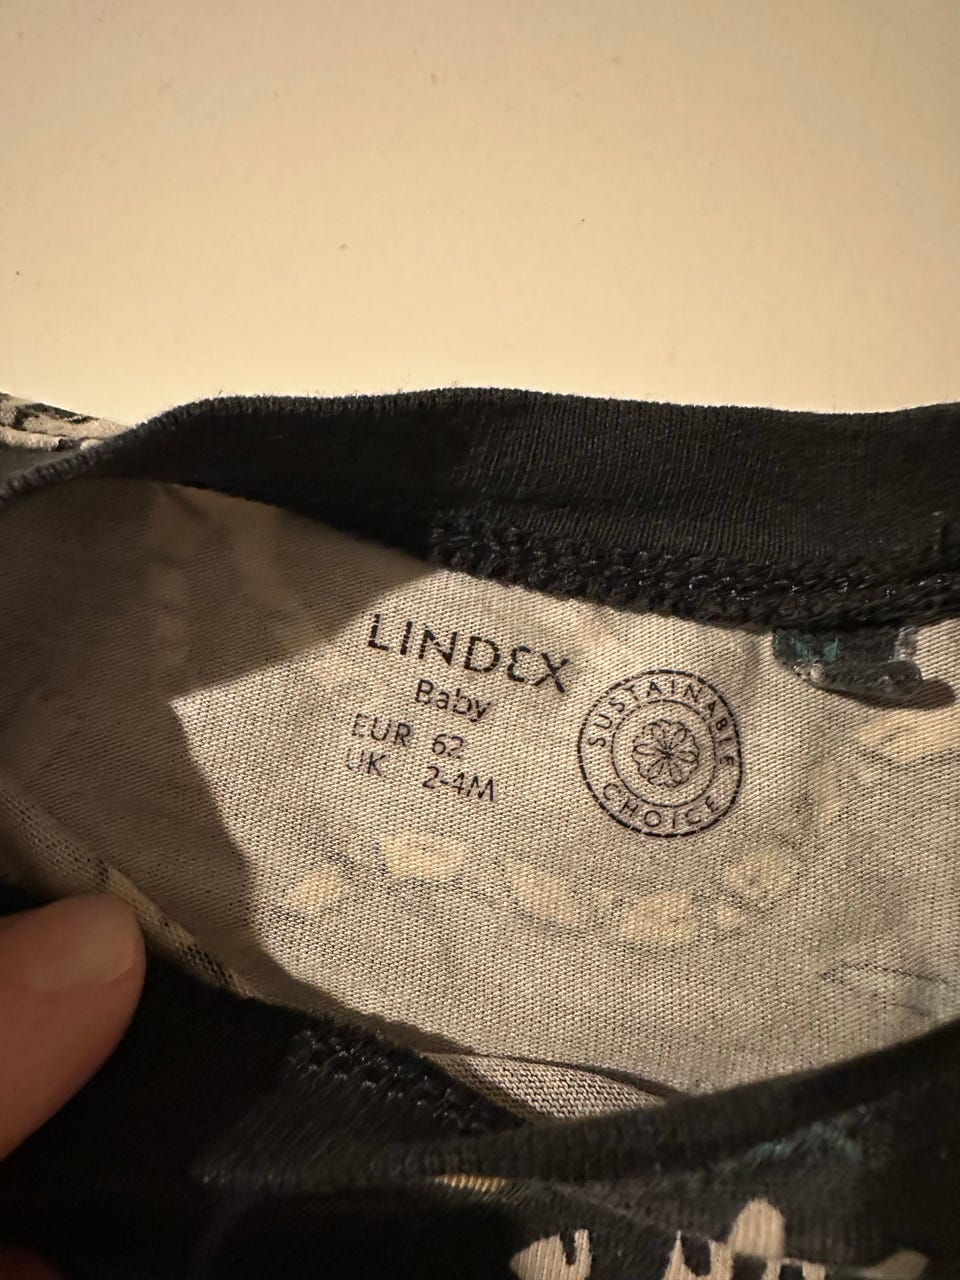 LINDEX
Baby
EUR 62
UK 2-4M
SUSTAINABLE
CHOICE